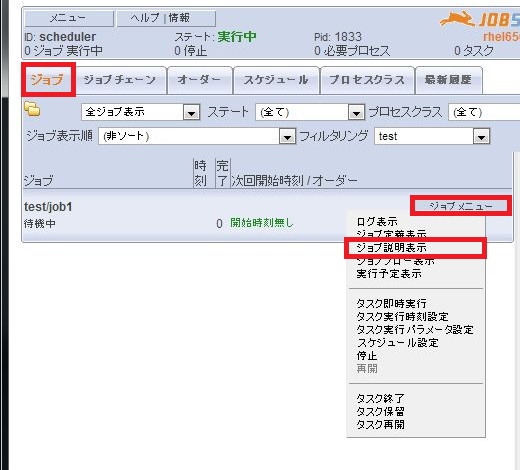 メニュー ヘルプ | 情報 JOBS
ID: scheduler ステート: 実行中 Pid: 1833 rhel65
0 ジョブ 実行中 0 停止 0 必要プロセス 0 タスク
ジョブ ジョブチェーン オーダー スケジュール プロセスクラス 最新履歴
全ジョブ表示 ステート (全て) プロセスクラス (全て)
ジョブ表示順 (非ソート) フィルタリング test
ジョブ 時刻 完了 次回開始時刻 / オーダー
test/job1 ジョブメニュー
待機中 0 開始時刻無し
ログ表示
ジョブ定義表示
ジョブ説明表示
ジョブフロー表示
実行予定表示
タスク即時実行
タスク実行時刻設定
タスク実行パラメータ設定
スケジュール設定
停止
再開
タスク終了
タスク保留
タスク再開